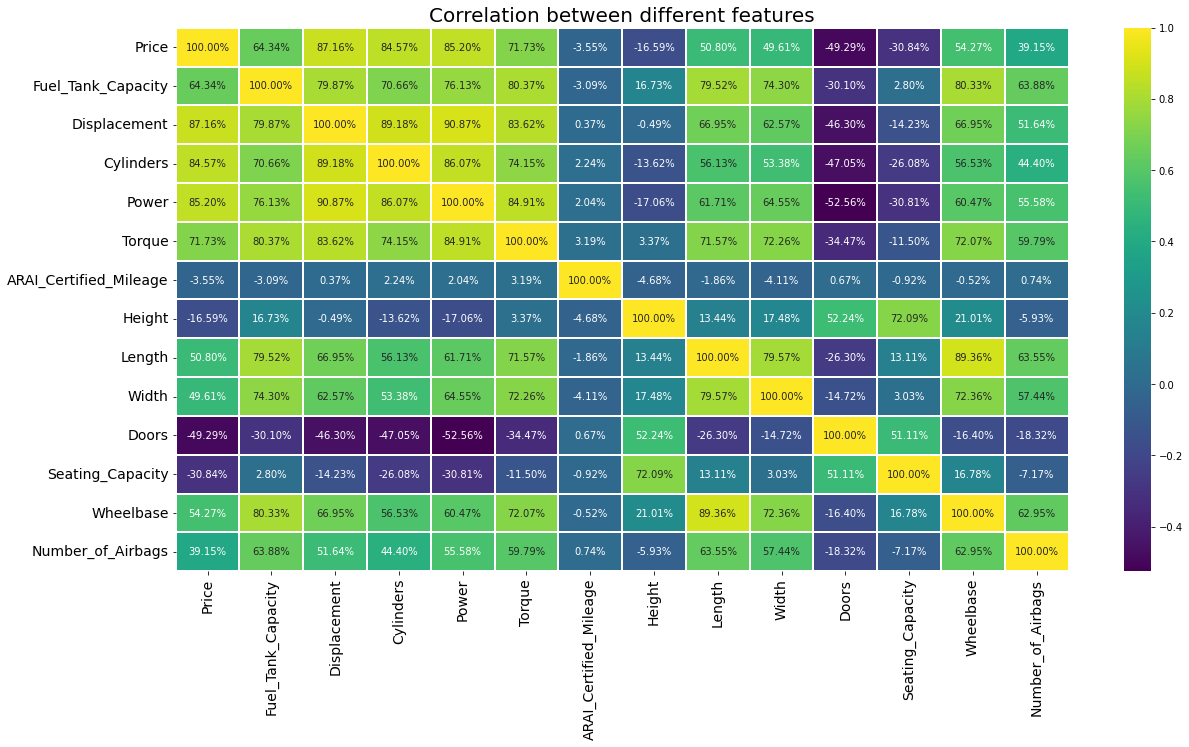 Correlation between different features
Price 100.00% 64.34% 87.16% 84.57% 85.20% 71.73% -3.55% -16.59% 50.80% 49.61% -49.29% -30.84% 54.27% 39.15%
Fuel_Tank_Capacity 64.34% 100.00% 79.87% 70.66% 76.13% 80.37% -3.09% 16.73% 79.52% 74.30% -30.10% 2.80% 80.33% 63.88%
Displacement 87.16% 79.87% 100.00% 89.18% 90.87% 83.62% 0.37% -0.49% 66.95% 62.57% -46.30% -14.23% 66.95% 51.64%
Cylinders 84.57% 70.66% 89.18% 100.00% 86.07% 74.15% 2.24% -13.62% 56.13% 53.38% -47.05% -26.08% 56.53% 44.40%
Power 85.20% 76.13% 90.87% 86.07% 100.00% 84.91% 2.04% -17.06% 61.71% 64.55% -52.56% -30.81% 60.47% 55.58%
Torque 71.73% 80.37% 83.62% 74.15% 84.91% 100.00% 3.19% 3.37% 71.57% 72.26% -34.47% -11.50% 72.07% 59.79%
ARAI_Certified_Mileage -3.55% -3.09% 0.37% 2.24% 2.04% 3.19% 100.00% -4.68% -1.86% -4.11% 0.67% -0.92% -0.52% 0.74%
Height -16.59% 16.73% -0.49% -13.62% -17.06% 3.37% -4.68% 100.00% 13.44% 17.48% 52.24% 72.09% 21.01% -5.93%
Length 50.80% 79.52% 66.95% 56.13% 61.71% 71.57% -1.86% 13.44% 100.00% 79.57% -26.30% 13.11% 89.36% 63.55%
Width 49.61% 74.30% 62.57% 53.38% 64.55% 72.26% -4.11% 17.48% 79.57% 100.00% -14.72% 3.03% 72.36% 57.44%
Doors -49.29% -30.10% -46.30% -47.05% -52.56% -34.47% 0.67% 52.24% -26.30% -14.72% 100.00% 51.11% -16.40% -18.32%
Seating_Capacity -30.84% 2.80% -14.23% -26.08% -30.81% -11.50% -0.92% 72.09% 13.11% 3.03% 51.11% 100.00% 16.78% -7.17%
Wheelbase 54.27% 80.33% 66.95% 56.53% 60.47% 72.07% -0.52% 21.01% 89.36% 72.36% -16.40% 16.78% 100.00% 62.95%
Number_of_Airbags 39.15% 63.88% 51.64% 44.40% 55.58% 59.79% 0.74% -5.93% 63.55% 57.44% -18.32% -7.17% 62.95% 100.00%
Price
Fuel_Tank_Capacity
Displacement
Cylinders
Power
Torque
ARAI_Certified_Mileage
Height
Length
Width
Doors
Seating_Capacity
Wheelbase
Number_of_Airbags
1.0
0.8
0.6
0.4
0.2
0.0
−0.2
−0.4